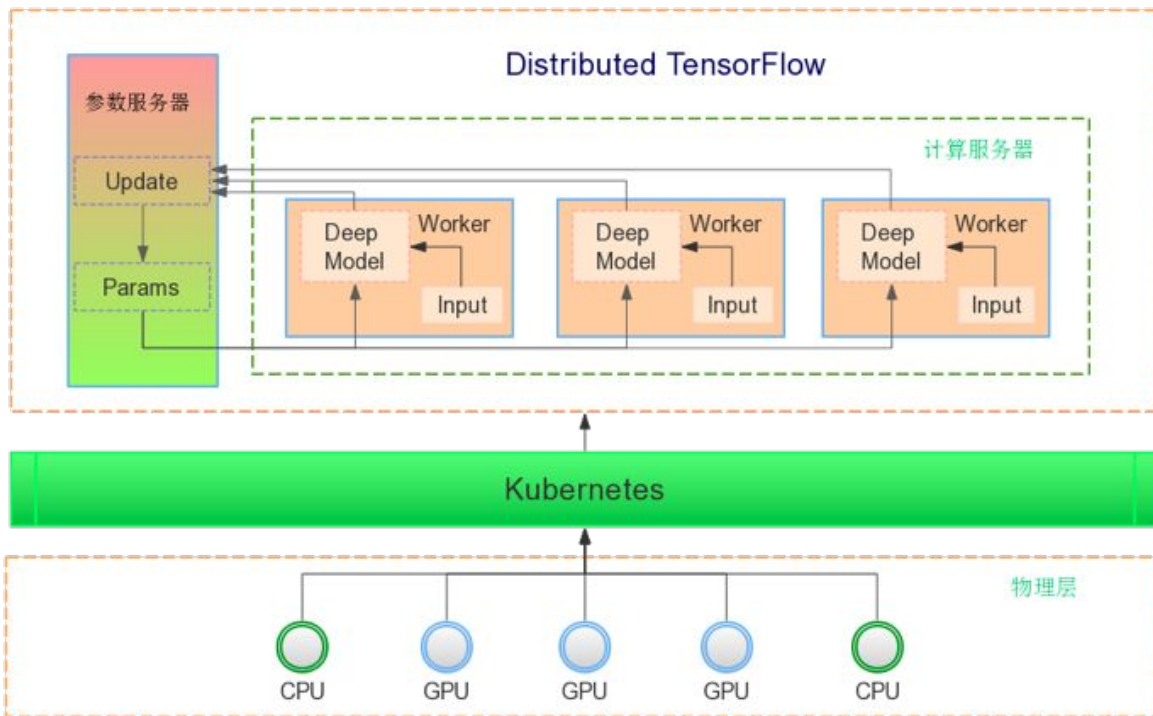 Distributed TensorFlow
参数服务器
计算服务器
Update
Params
Deep
Model
Worker
Input
Deep
Model
Worker
Input
Deep
Model
Worker
Input
Kubernetes
物理层
CPU
GPU
GPU
GPU
CPU